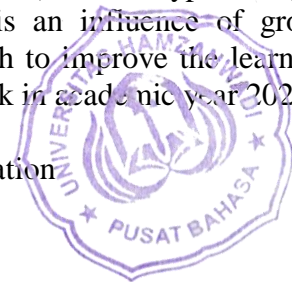 is an influence of gro
h to improve the learn
k in academic year 202
ation
UNIVERSITAS HAMZANWADI
PUSAT BAHASA